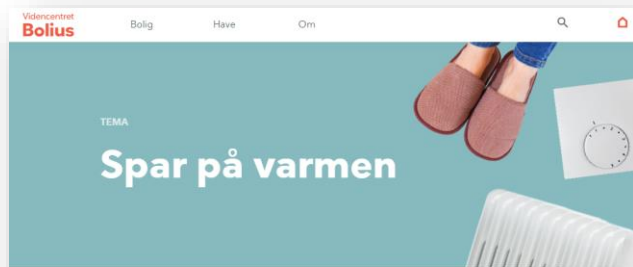 Videncentret
Bolius
Bolig
Have
Om
TEMA
Spar på varmen